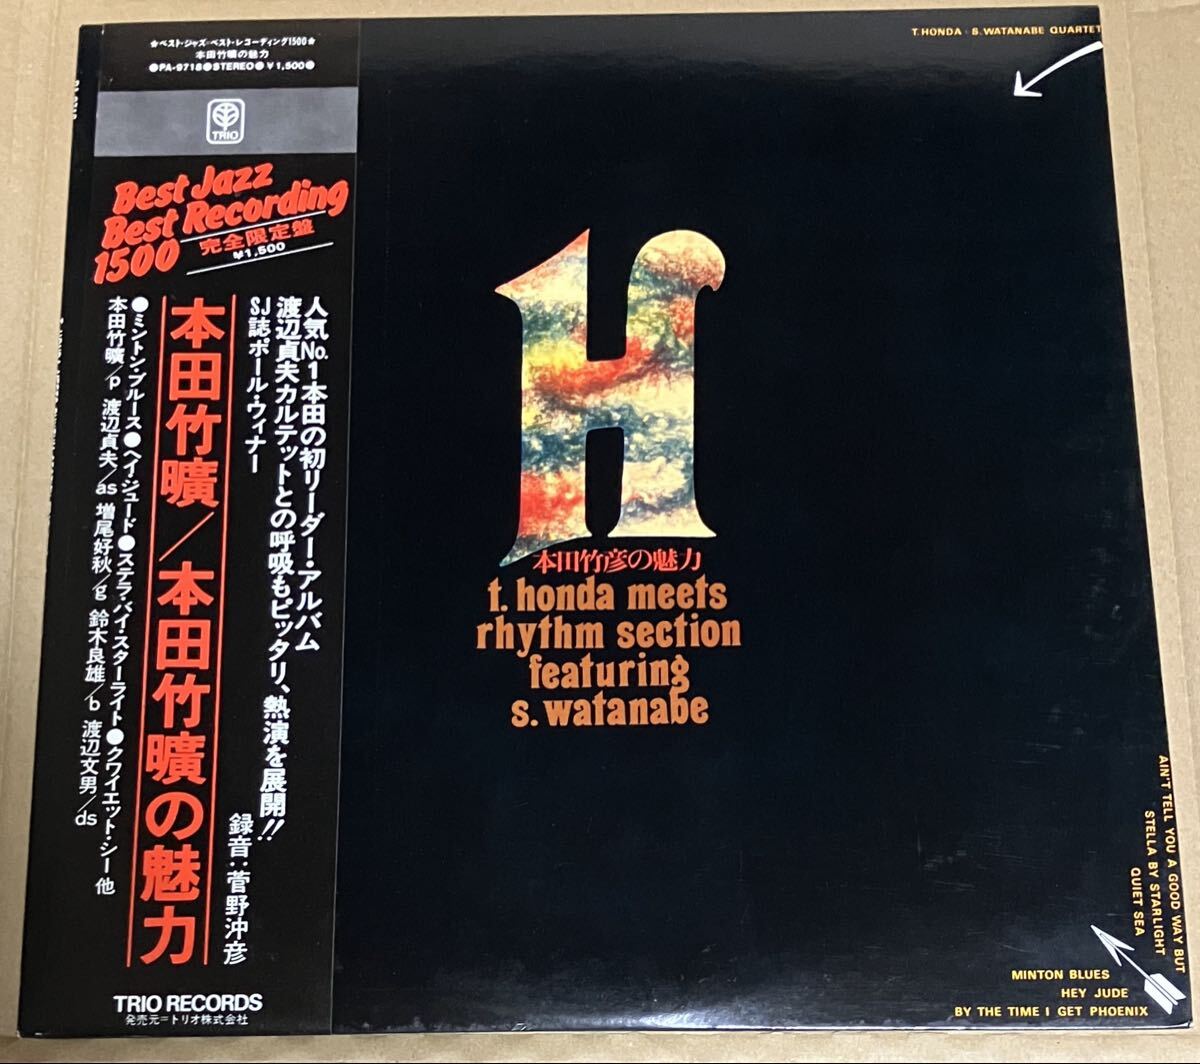 ★ベスト・ジャズ=ベスト・レコーディング1500★
本田竹曠の魅力
●PA-9718●STEREO●¥1,500●
TRIO
Best Jazz
Best Recording
1500
完全限定盤
¥1,500
人気No.1本田の初リーダー・アルバム
渡辺貞夫カルテットとの呼吸もピッタリ、熱演を展開!!
SJ誌ポール・ウィナー
録音:菅野沖彦
本田竹曠/本田竹曠の魅力
●ミントン・ブルース●ヘイ・ジュード●ステラ・バイ・スターライト●クワイエット・シー他
本田竹曠/p 渡辺貞夫/as 増尾好秋/g 鈴木良雄/b 渡辺文男/ds
TRIO RECORDS
発売元=トリオ株式会社
T. HONDA · S. WATANABE QUARTET
H
本田竹彦の魅力
t. honda meets
rhythm section
featuring
s. watanabe
AIN'T TELL YOU A GOOD WAY BUT
STELLA BY STARLIGHT
QUIET SEA
MINTON BLUES
HEY JUDE
BY THE TIME I GET PHOENIX